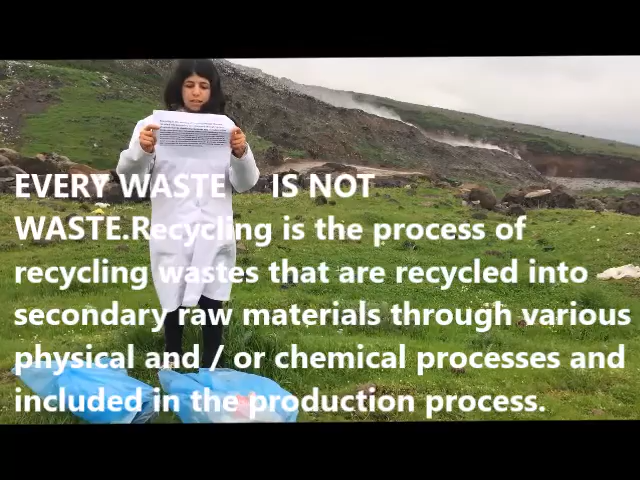 EVERY WASTE IS NOT
WASTE.Recycling is the process of
recycling wastes that are recycled into
secondary raw materials through various
physical and / or chemical processes and
included in the production process.